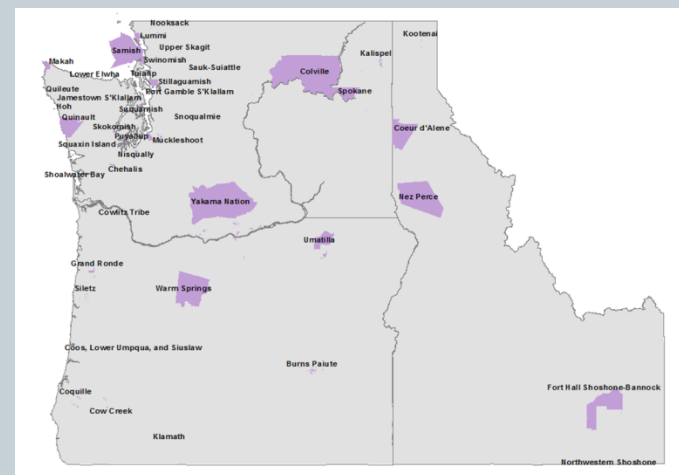 Nooksack
Kootenai
Lummi
Samish
Upper Skagit
Kalispel
Makah
Swinomish
Sauk-Suiattle
Lower Elwha
Tulalip
Colville
Stillaguamish
Quileute
Port Gamble S'Klallam
Spokane
Jamestown S'Klallam
Hoh
Suquamish
Quinault
Snoqualmie
Skokomish
Coeur d'Alene
Puyallup
Muckleshoot
Squaxin Island
Nisqually
Chehalis
Shoalwater Bay
Nez Perce
Yakama Nation
Cowlitz Tribe
Umatilla
Grand Ronde
Siletz
Warm Springs
Coos, Lower Umpqua, and Siuslaw
Burns Paiute
Fort Hall Shoshone-Bannock
Coquille
Cow Creek
Klamath
Northwestern Shoshone